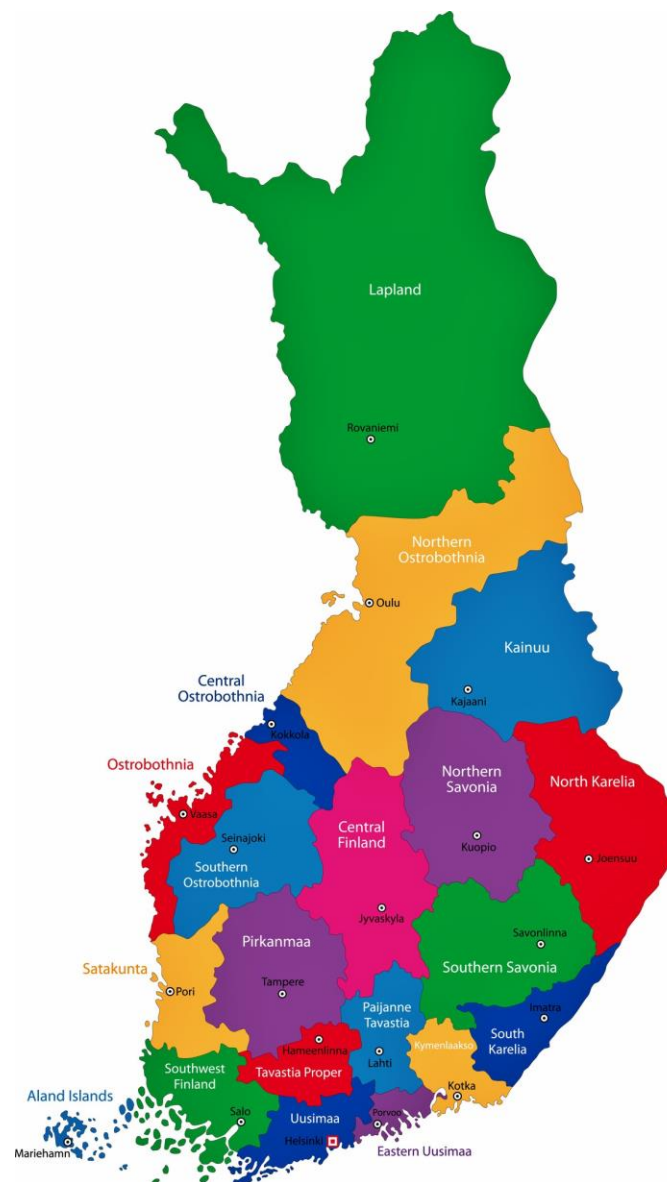 Lapland
Rovaniemi
Northern
Ostrobothnia
Oulu
Kainuu
Kajaani
Central
Ostrobothnia
Kokkola
Ostrobothnia
Vaasa
Northern
Savonia
North Karelia
Central
Finland
Seinajoki
Southern
Ostrobothnia
Kuopio
Joensuu
Jyvaskyla
Pirkanmaa
Savonlinna
Satakunta
Southern Savonia
Pori
Tampere
Paijanne
Tavastia
Imatra
South
Karelia
Hameenlinna
Kymenlaakso
Southwest
Finland
Tavastia Proper
Lahti
Kotka
Aland Islands
Salo
Uusimaa
Porvoo
Helsinki
Mariehamn
Eastern Uusimaa